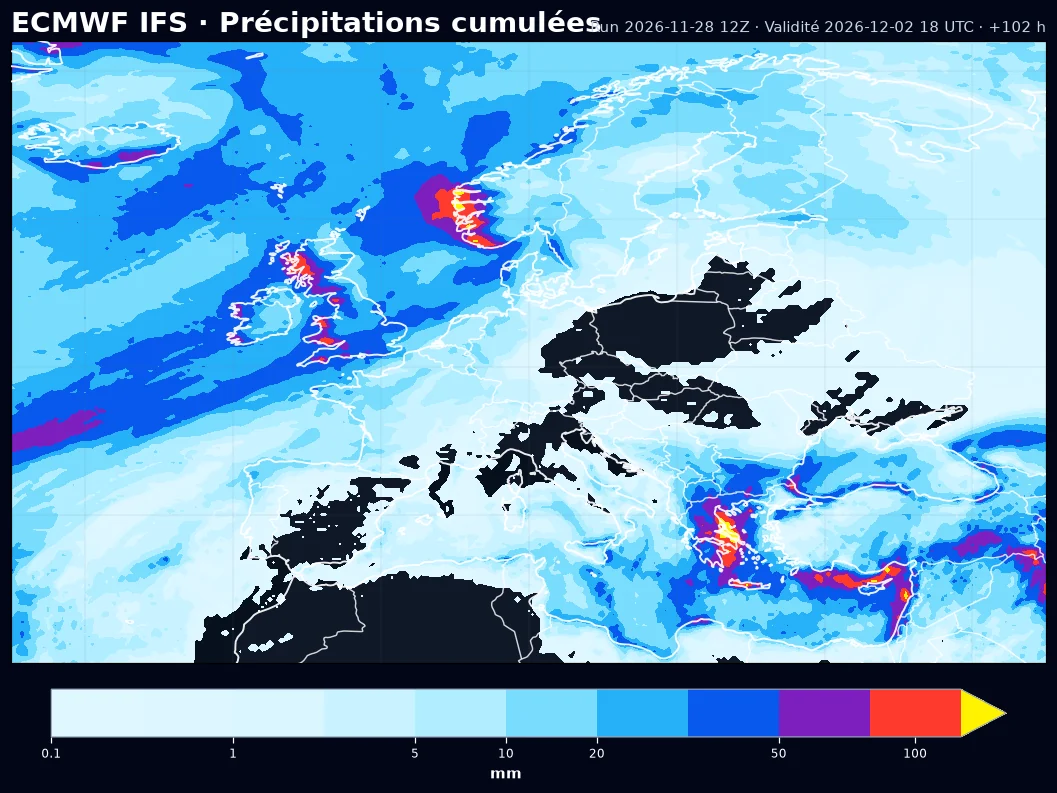 ECMWF IFS · Précipitations cumulées
Run 2026-11-28 12Z · Validité 2026-12-02 18 UTC · +102 h
0.1 1 5 10 20 50 100
mm